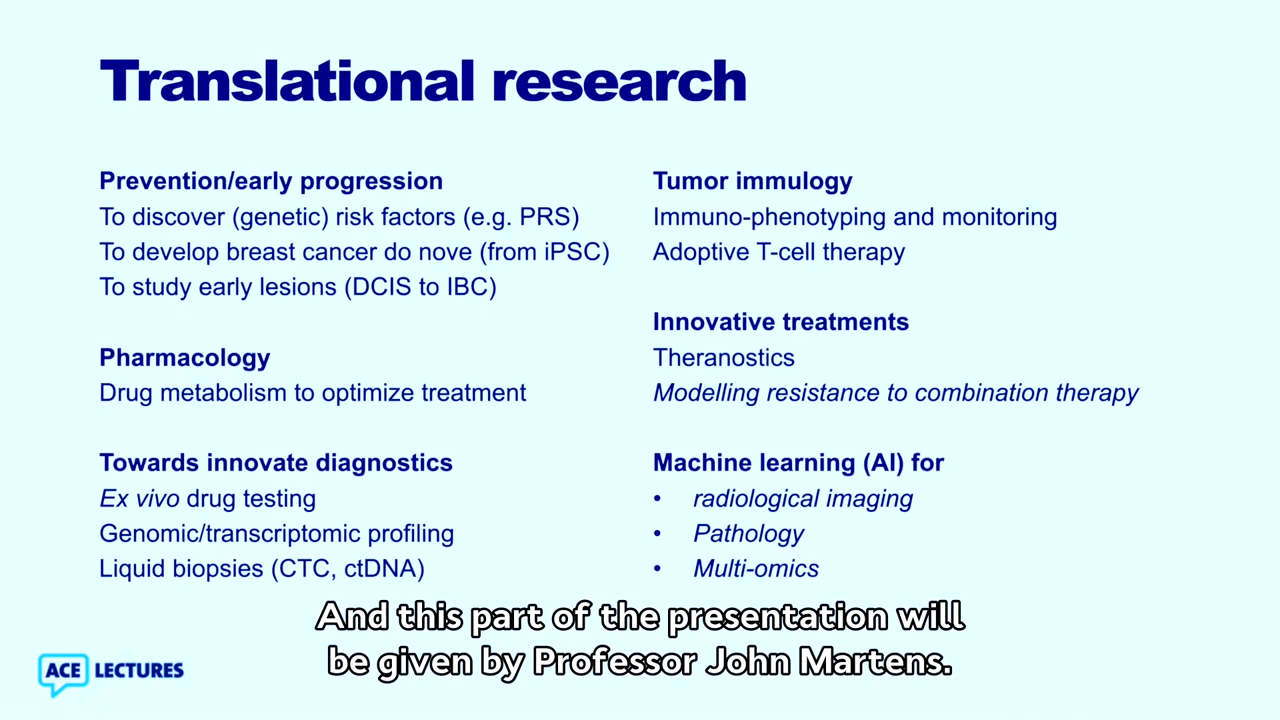 Translational research
Prevention/early progression
To discover (genetic) risk factors (e.g. PRS)
To develop breast cancer do nove (from iPSC)
To study early lesions (DCIS to IBC)
Pharmacology
Drug metabolism to optimize treatment
Towards innovate diagnostics
Ex vivo drug testing
Genomic/transcriptomic profiling
Liquid biopsies (CTC, ctDNA)
Tumor immulogy
Immuno-phenotyping and monitoring
Adoptive T-cell therapy
Innovative treatments
Theranostics
Modelling resistance to combination therapy
Machine learning (AI) for
• radiological imaging
• Pathology
• Multi-omics
And this part of the presentation will
be given by Professor John Martens.
ACE LECTURES